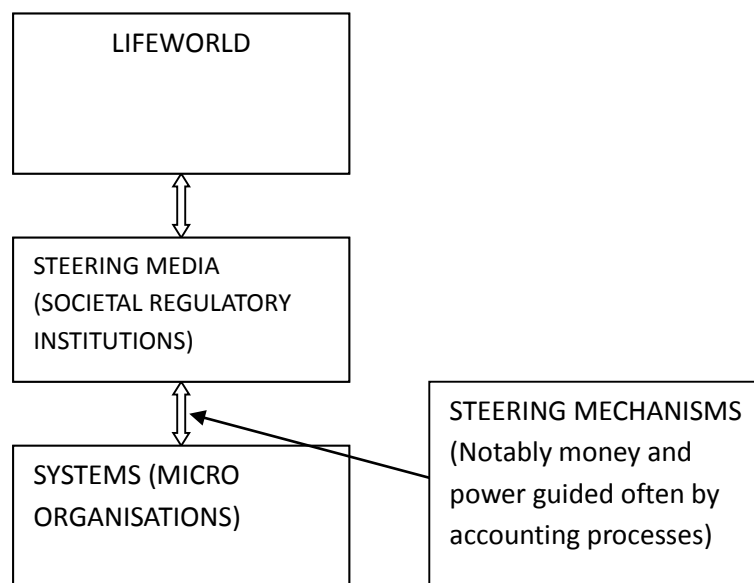 LIFEWORLD
STEERING MEDIA
(SOCIETAL REGULATORY
INSTITUTIONS)
SYSTEMS (MICRO
ORGANISATIONS)
STEERING MECHANISMS
(Notably money and
power guided often by
accounting processes)